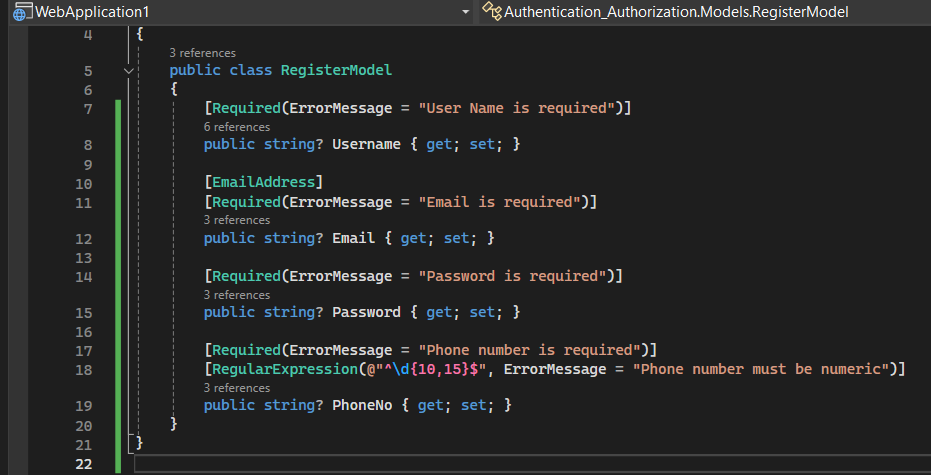 WebApplication1 Authentication_Authorization.Models.RegisterModel
4 {
3 references
5 public class RegisterModel
6 {
7 [Required(ErrorMessage = "User Name is required")]
6 references
8 public string? Username { get; set; }
9
10 [EmailAddress]
11 [Required(ErrorMessage = "Email is required")]
3 references
12 public string? Email { get; set; }
13
14 [Required(ErrorMessage = "Password is required")]
3 references
15 public string? Password { get; set; }
16
17 [Required(ErrorMessage = "Phone number is required")]
18 [RegularExpression(@"^\d{10,15}$", ErrorMessage = "Phone number must be numeric")]
3 references
19 public string? PhoneNo { get; set; }
20 }
21 }
22